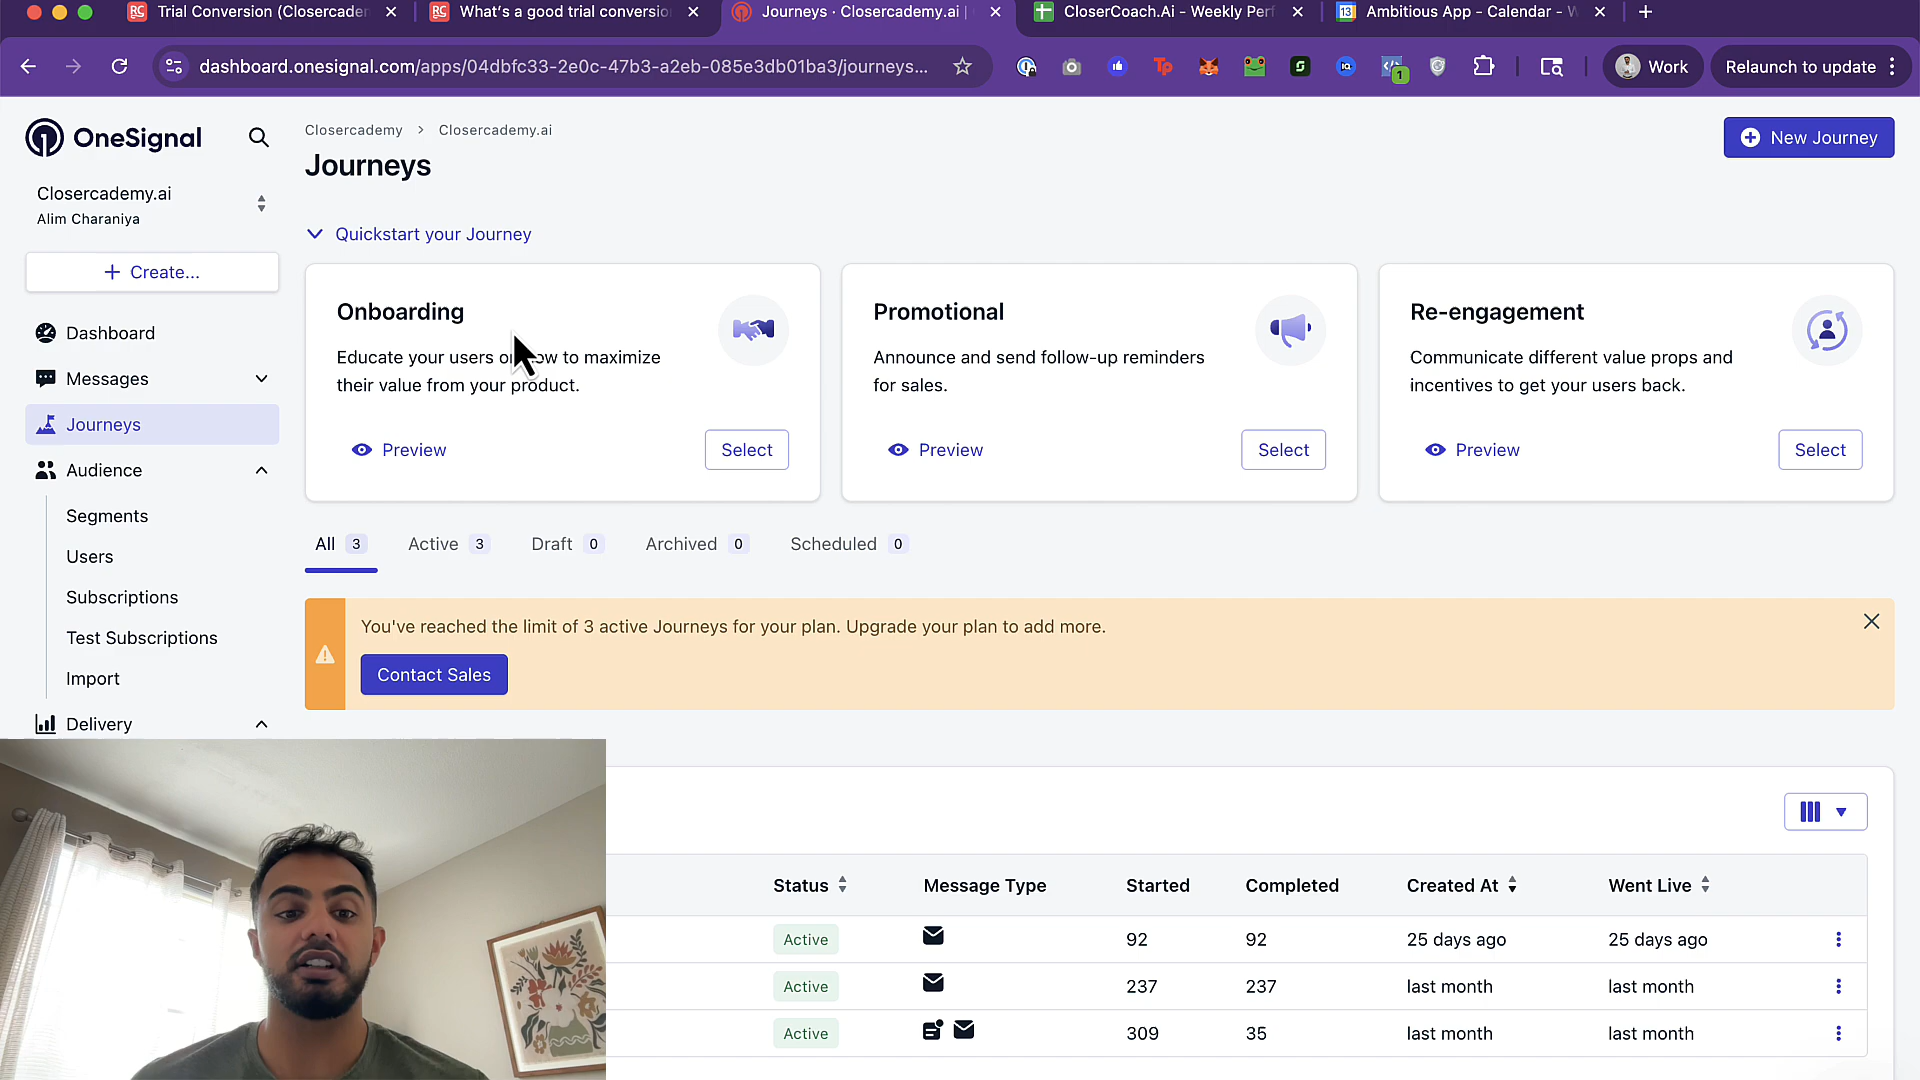 Trial Conversion (Closercaden
What's a good trial conversio
Journeys · Closercademy.ai |
CloserCoach.Ai - Weekly Perf
Ambitious App - Calendar - W
dashboard.onesignal.com/apps/04dbfc33-2e0c-47b3-a2eb-085e3db01ba3/journeys...
Work
Relaunch to update
OneSignal
Closercademy.ai
Alim Charaniya
+ Create...
Dashboard
Messages
Journeys
Audience
Segments
Users
Subscriptions
Test Subscriptions
Import
Delivery
Closercademy > Closercademy.ai
Journeys
New Journey
Quickstart your Journey
Onboarding
Educate your users to maximize
their value from your product.
Preview
Select
Promotional
Announce and send follow-up reminders
for sales.
Preview
Select
Re-engagement
Communicate different value props and
incentives to get your users back.
Preview
Select
All 3
Active 3
Draft 0
Archived 0
Scheduled 0
You've reached the limit of 3 active Journeys for your plan. Upgrade your plan to add more.
Contact Sales
Status
Message Type
Started
Completed
Created At
Went Live
Active 92 92 25 days ago 25 days ago
Active 237 237 last month last month
Active 309 35 last month last month